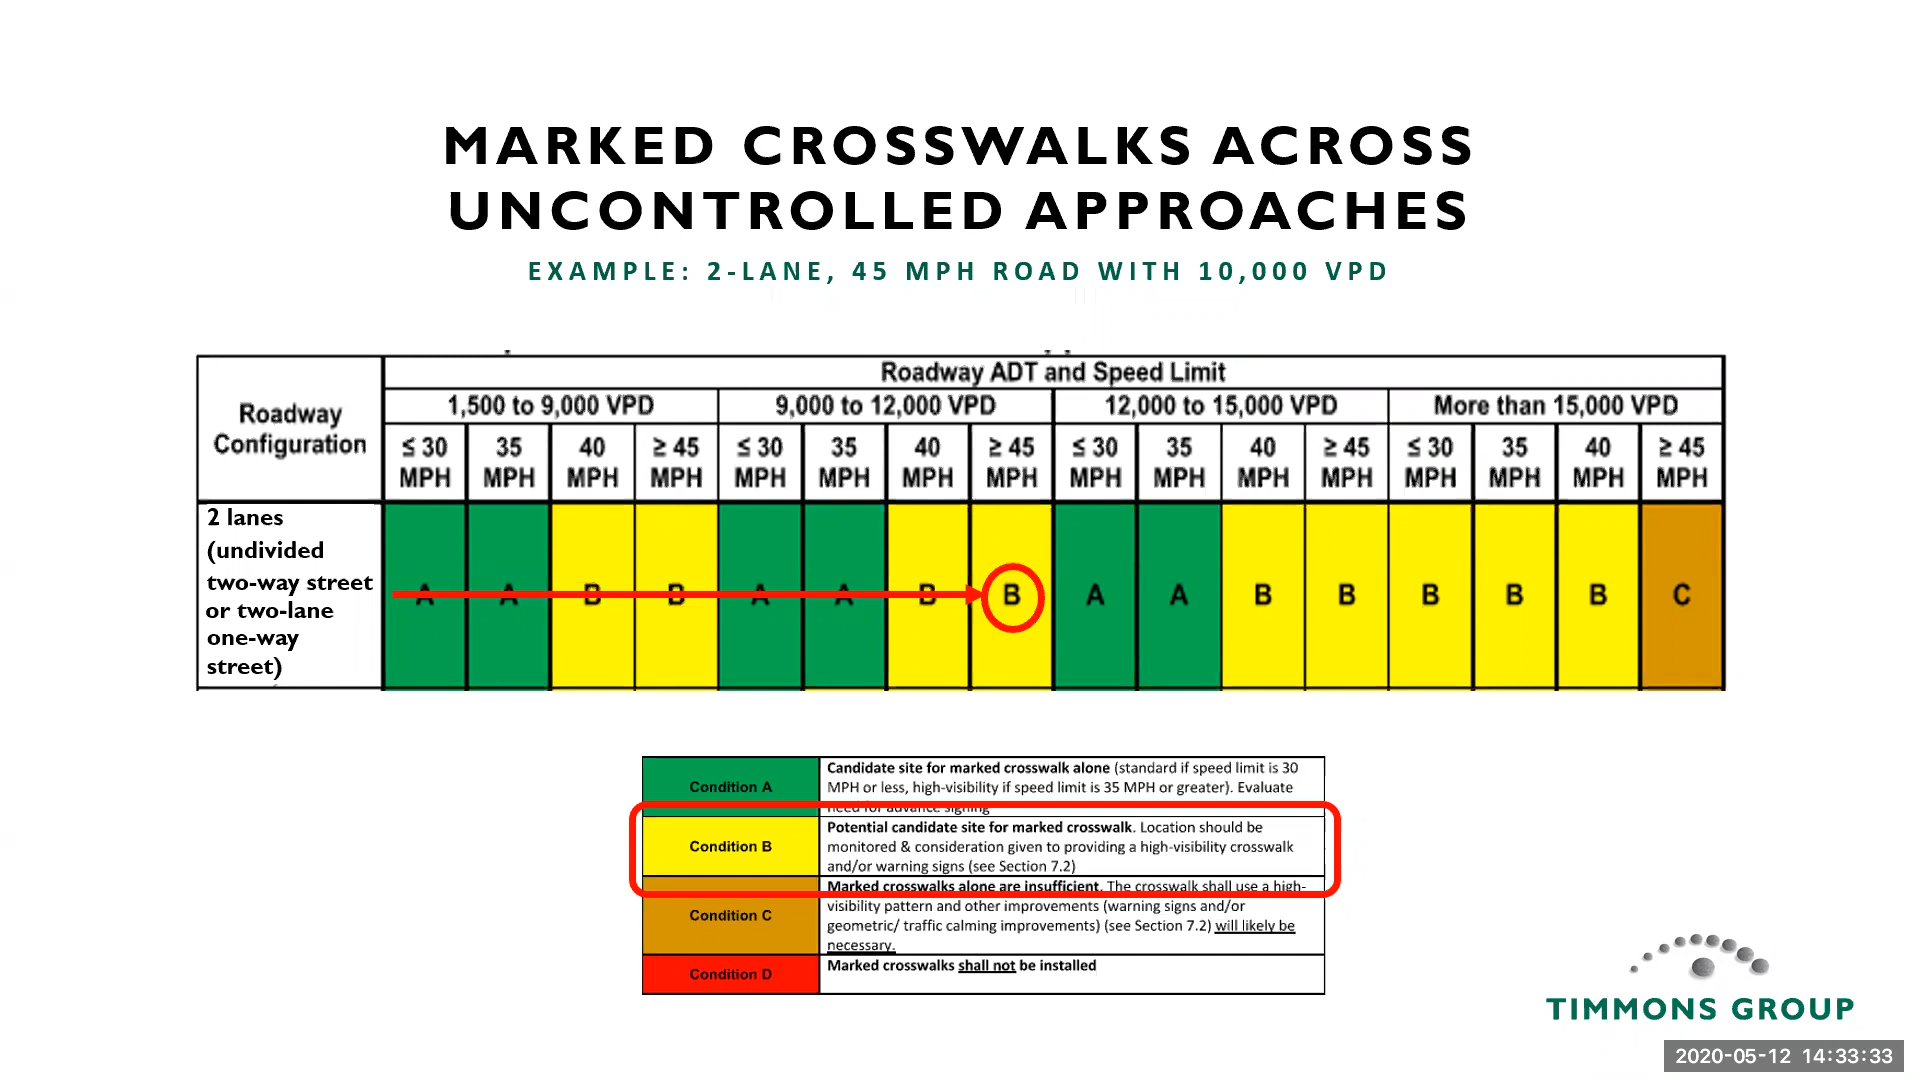 MARKED CROSSWALKS ACROSS
UNCONTROLLED APPROACHES
EXAMPLE: 2-LANE, 45 MPH ROAD WITH 10,000 VPD
Roadway Configuration
Roadway ADT and Speed Limit
1,500 to 9,000 VPD 9,000 to 12,000 VPD 12,000 to 15,000 VPD More than 15,000 VPD
≤ 30 MPH 35 MPH 40 MPH ≥ 45 MPH ≤ 30 MPH 35 MPH 40 MPH ≥ 45 MPH ≤ 30 MPH 35 MPH 40 MPH ≥ 45 MPH ≤ 30 MPH 35 MPH 40 MPH ≥ 45 MPH
2 lanes
(undivided
two-way street
or two-lane
one-way
street)
A A B B A A B B A A B B B B B C
Condition A
Candidate site for marked crosswalk alone (standard if speed limit is 30
MPH or less, high-visibility if speed limit is 35 MPH or greater). Evaluate
need for advance signing
Condition B
Potential candidate site for marked crosswalk. Location should be
monitored & consideration given to providing a high-visibility crosswalk
and/or warning signs (see Section 7.2)
Condition C
Marked crosswalks alone are insufficient. The crosswalk shall use a high-
visibility pattern and other improvements (warning signs and/or
geometric/ traffic calming improvements) (see Section 7.2) will likely be
necessary.
Condition D
Marked crosswalks shall not be installed
TIMMONS GROUP
2020-05-12 14:33:33